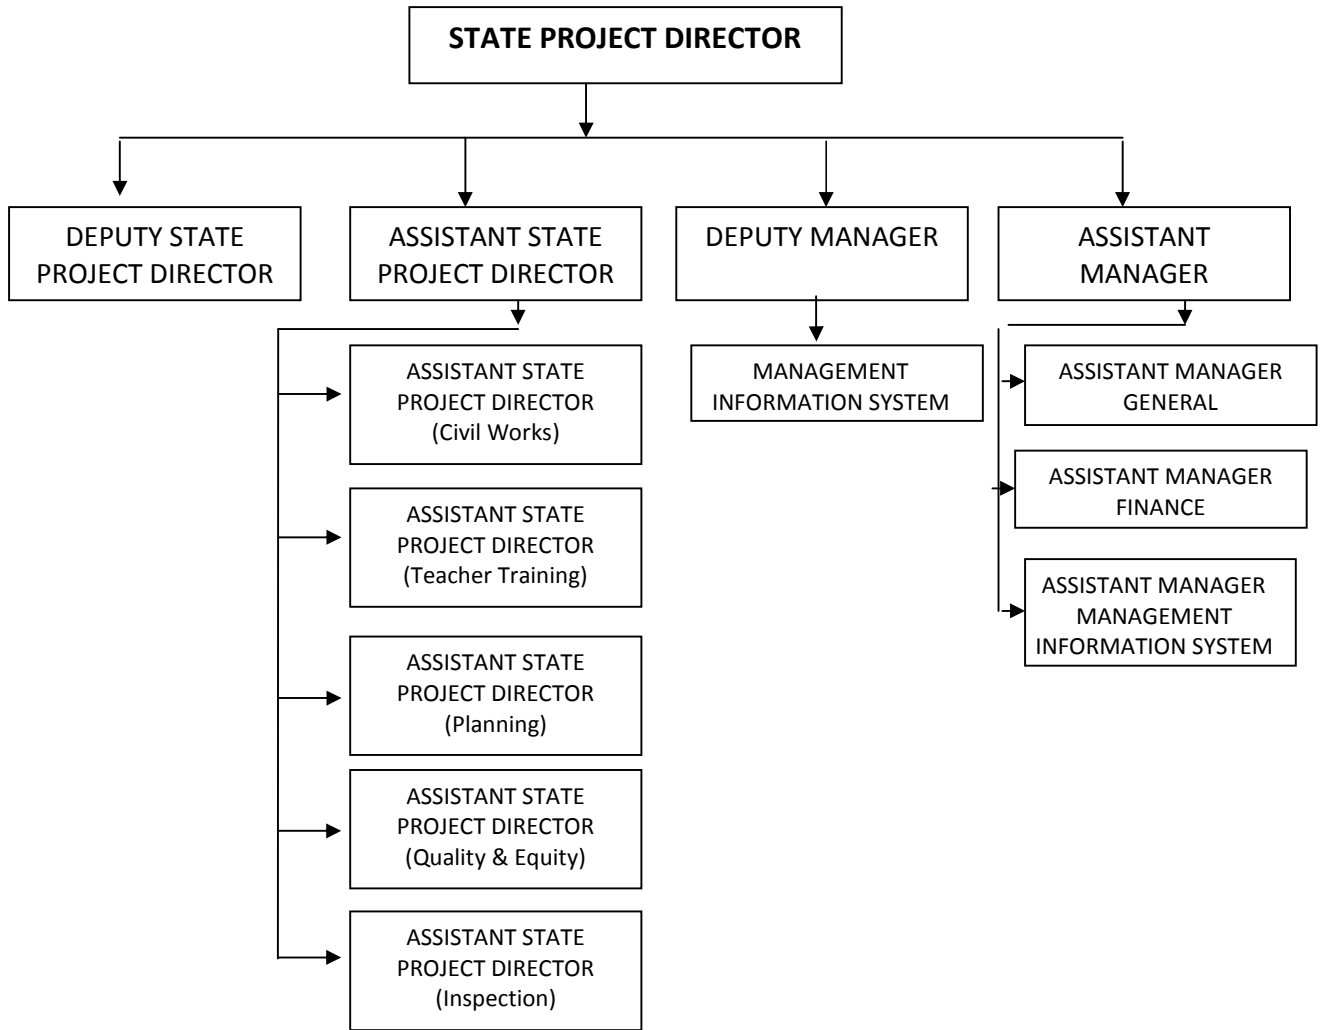 STATE PROJECT DIRECTOR
DEPUTY STATE
PROJECT DIRECTOR
ASSISTANT STATE
PROJECT DIRECTOR
DEPUTY MANAGER
ASSISTANT
MANAGER
ASSISTANT STATE
PROJECT DIRECTOR
(Civil Works)
ASSISTANT STATE
PROJECT DIRECTOR
(Teacher Training)
ASSISTANT STATE
PROJECT DIRECTOR
(Planning)
ASSISTANT STATE
PROJECT DIRECTOR
(Quality & Equity)
ASSISTANT STATE
PROJECT DIRECTOR
(Inspection)
MANAGEMENT
INFORMATION SYSTEM
ASSISTANT MANAGER
GENERAL
ASSISTANT MANAGER
FINANCE
ASSISTANT MANAGER
MANAGEMENT
INFORMATION SYSTEM